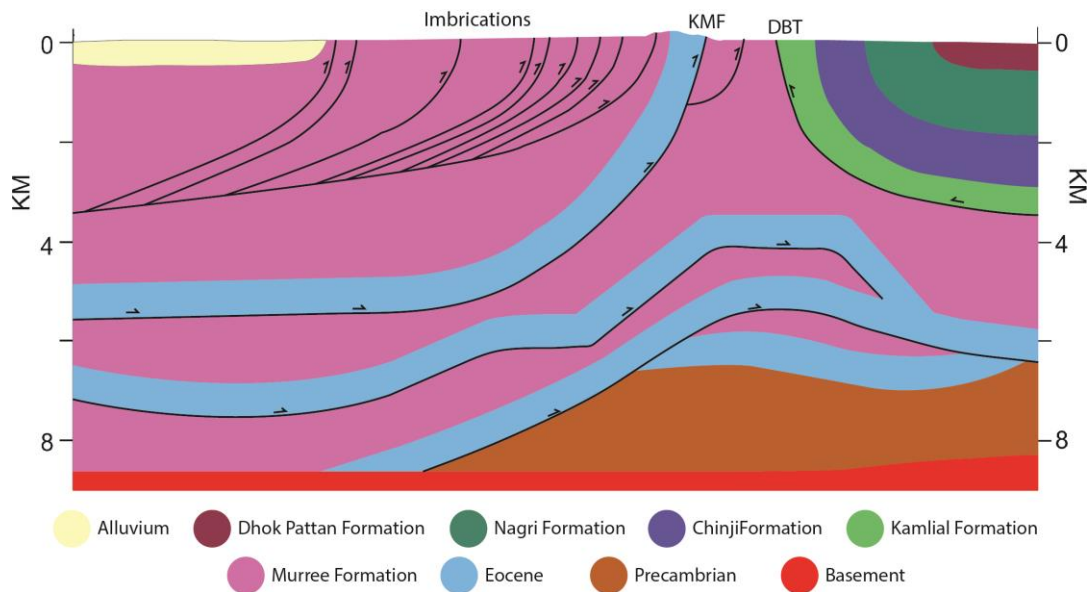 Imbrications KMF DBT
0 0
KM KM
4 4
8 8
Alluvium Dhok Pattan Formation Nagri Formation ChinjiFormation Kamlial Formation
Murree Formation Eocene Precambrian Basement